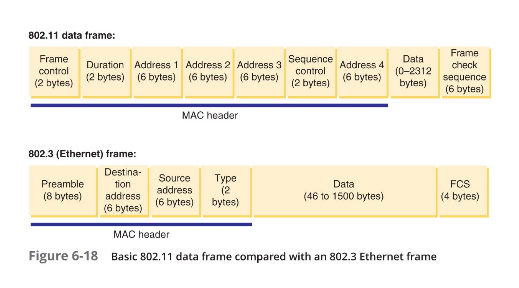 802.11 data frame:
Frame
control
(2 bytes)
Duration
(2 bytes)
Address 1
(6 bytes)
Address 2
(6 bytes)
Address 3
(6 bytes)
Sequence
control
(2 bytes)
Address 4
(6 bytes)
Data
(0–2312
bytes)
Frame
check
sequence
(6 bytes)
MAC header
802.3 (Ethernet) frame:
Preamble
(8 bytes)
Destina-
tion
address
(6 bytes)
Source
address
(6 bytes)
Type
(2
bytes)
Data
(46 to 1500 bytes)
FCS
(4 bytes)
MAC header
Figure 6-18 Basic 802.11 data frame compared with an 802.3 Ethernet frame